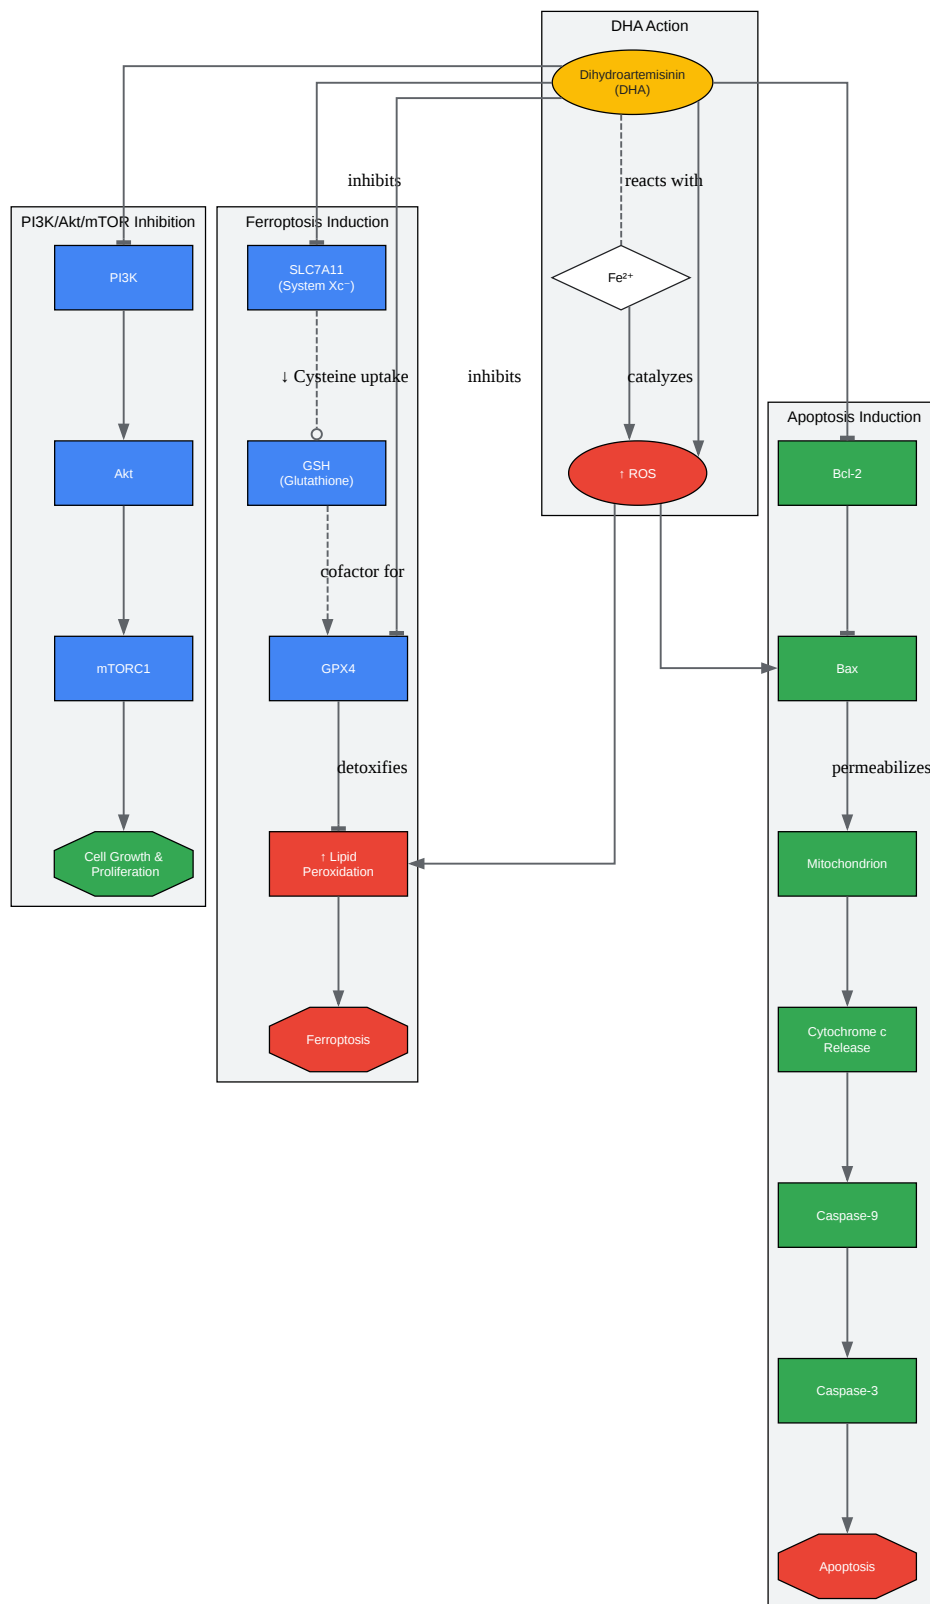 DHA Action
Dihydroartemisinin
(DHA)
inhibits
reacts with
PI3K/Akt/mTOR Inhibition
Ferroptosis Induction
PI3K
SLC7A11
(System Xc⁻)
Fe²⁺
↓ Cysteine uptake
inhibits
catalyzes
Apoptosis Induction
Akt
GSH
(Glutathione)
↑ ROS
Bcl-2
cofactor for
mTORC1
GPX4
Bax
detoxifies
permeabilizes
Cell Growth &
Proliferation
↑ Lipid
Peroxidation
Mitochondrion
Ferroptosis
Cytochrome c
Release
Caspase-9
Caspase-3
Apoptosis